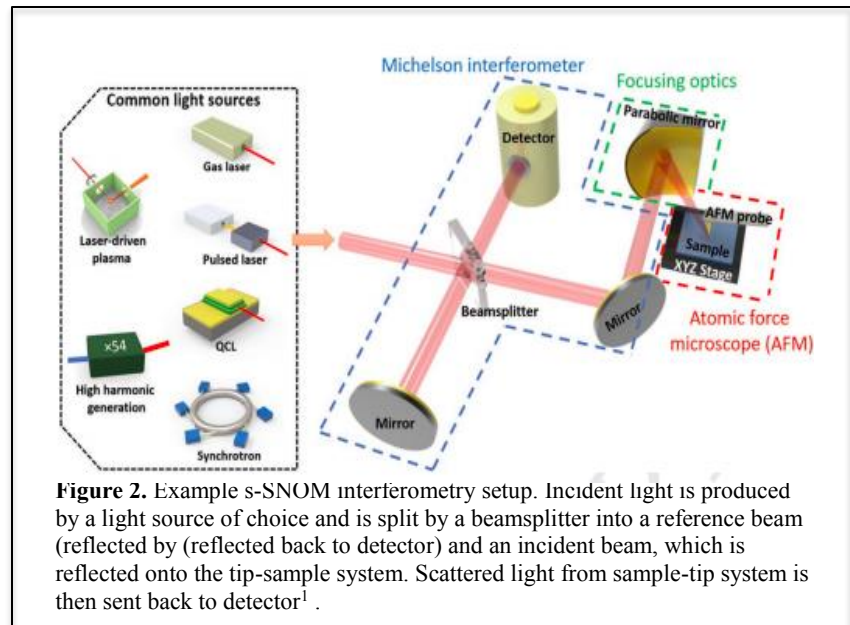 Michelson interferometer
Focusing optics
Common light sources
Parabolic mirror
Detector
Gas laser
AFM probe
Sample
XYZ Stage
Laser-driven
plasma
Pulsed laser
Beamsplitter
Mirror
Atomic force
microscope (AFM)
x54
QCL
High harmonic
generation
Mirror
Synchrotron
Figure 2. Example s-SNOM interferometry setup. Incident light is produced
by a light source of choice and is split by a beamsplitter into a reference beam
(reflected by (reflected back to detector) and an incident beam, which is
reflected onto the tip-sample system. Scattered light from sample-tip system is
then sent back to detector1 .